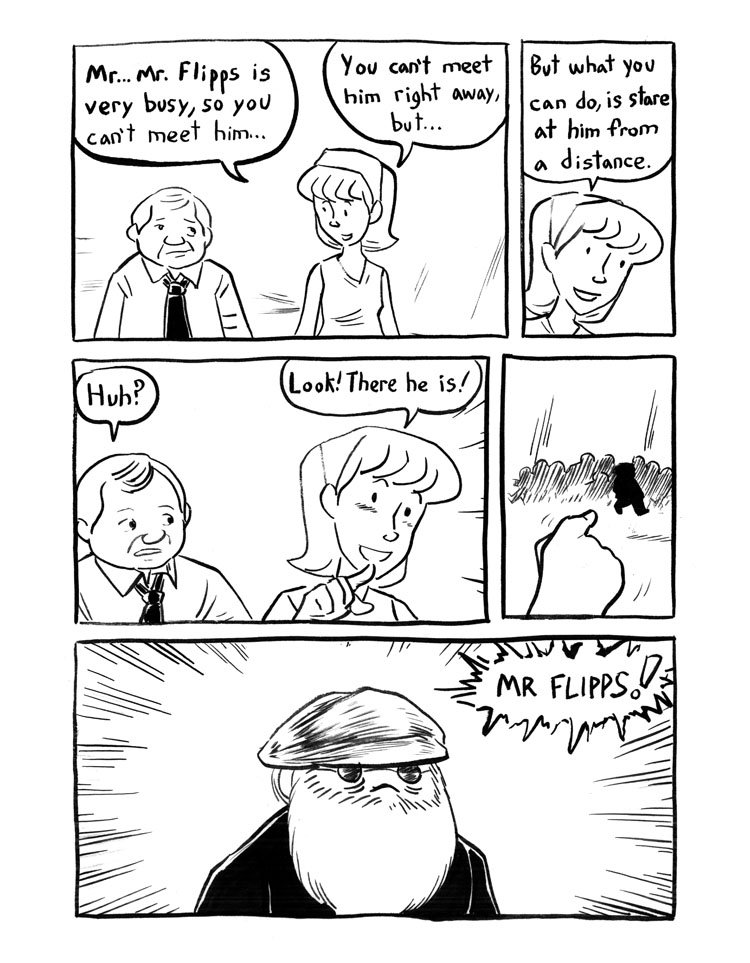 Mr... Mr. Flipps is
very busy, so you
can't meet him...
You can't meet
him right away,
but...
But what you
can do, is stare
at him from
a distance.
Huh?
Look! There he is!
MR FLIPPS!